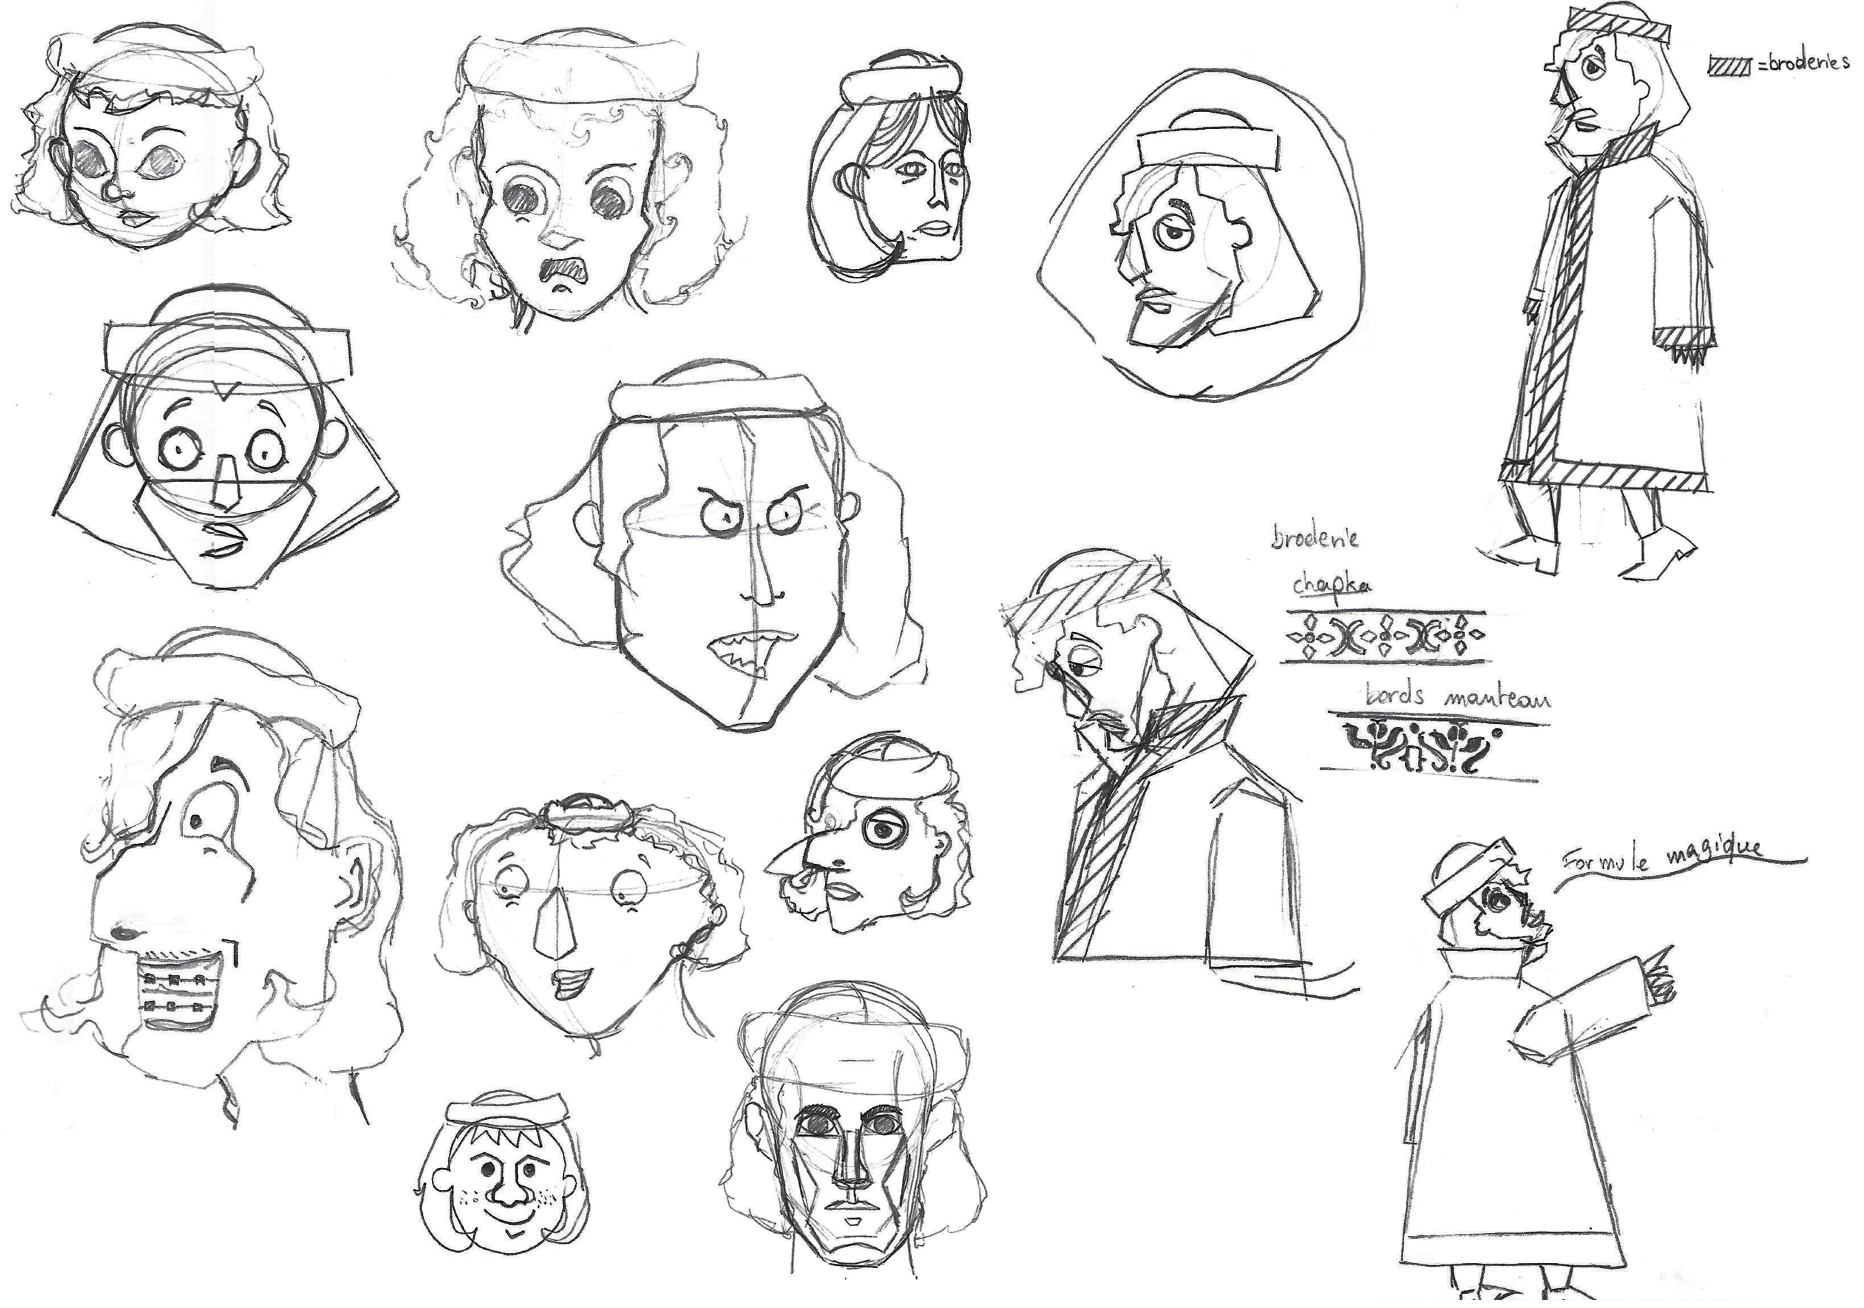 =broderies
broderie
chapka
bords manteau
Formule magique